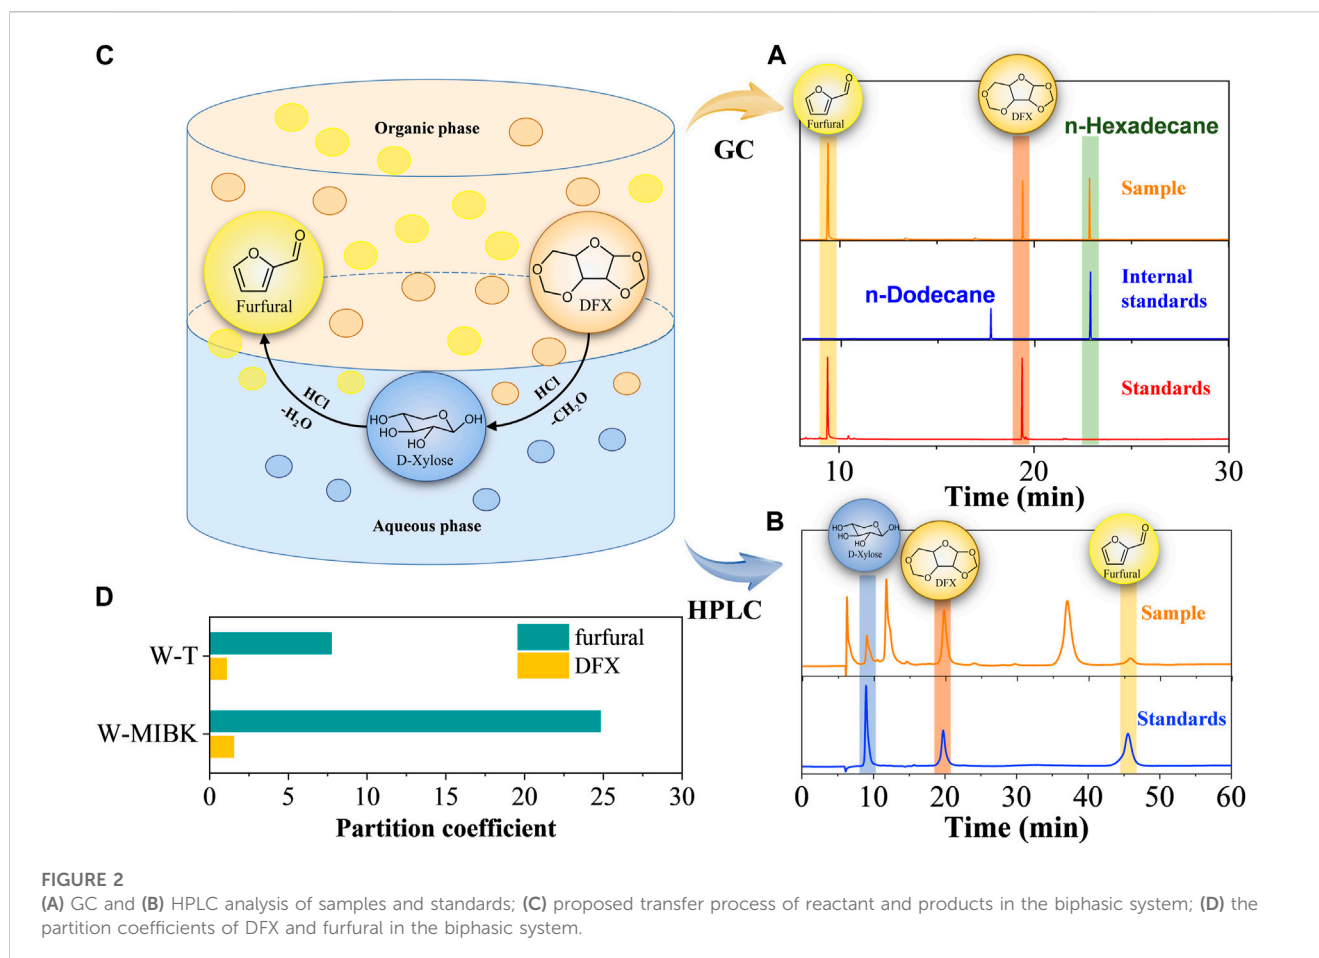 C
Organic phase
O
O
Furfural
O
O
O
O
O
DFX
HCl
-H₂O
HCl
-CH₂O
HO
HO
HO
O
OH
D-Xylose
Aqueous phase
GC
HPLC
A
O
O
Furfural
O
O
O
O
O
DFX
n-Hexadecane
Sample
n-Dodecane
Internal
standards
Standards
10
20
30
Time (min)
B
HO
HO
HO
O
OH
D-Xylose
O
O
O
O
O
DFX
O
O
Furfural
Sample
Standards
0
10
20
30
40
50
60
Time (min)
D
furfural
DFX
W-T
W-MIBK
0
5
10
15
20
25
30
Partition coefficient
FIGURE 2
(A) GC and (B) HPLC analysis of samples and standards; (C) proposed transfer process of reactant and products in the biphasic system; (D) the
partition coefficients of DFX and furfural in the biphasic system.